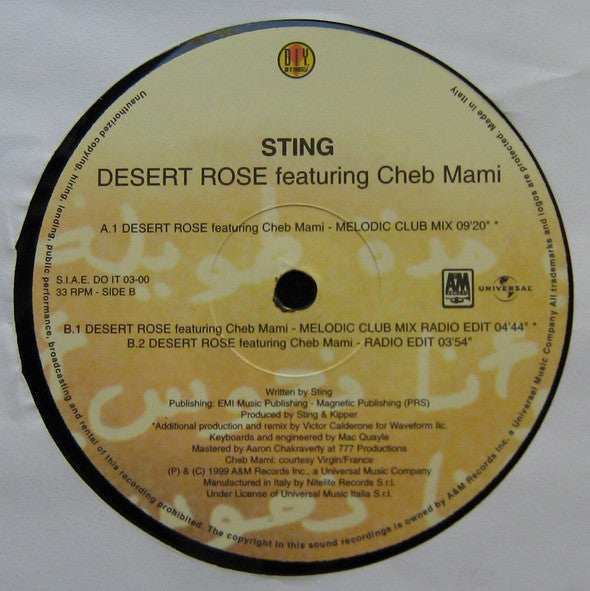 D I Y
STING
DESERT ROSE featuring Cheb Mami
A.1 DESERT ROSE featuring Cheb Mami - MELODIC CLUB MIX 09'20" *
S.I.A.E. DO IT 03-00
33 RPM - SIDE B
A&M
RECORDS
UNIVERSAL
B.1 DESERT ROSE featuring Cheb Mami - MELODIC CLUB MIX RADIO EDIT 04'44" *
B.2 DESERT ROSE featuring Cheb Mami - RADIO EDIT 03'54"
Written by Sting
Publishing: EMI Music Publishing - Magnetic Publishing (PRS)
Produced by Sting & Kipper
*Additional production and remix by Victor Calderone for Waveform Iic.
Keyboards and engineered by Mac Quayle
Mastered by Aaron Chakraverty at 777 Productions
Cheb Mami: courtesy Virgin/France
(P) & (C) 1999 A&M Records Inc., a Universal Music Company
Manufactured in Italy by Nitelite Records S.r.l.
Under License of Universal Music Italia S.r.l.
Unauthorized copying, hiring, lending, public performance, broadcasting and rental of this recording prohibited. The copyright in this sound recordings is owned by A&M Records Inc. a Universal Music Company All trademarks and logos are protected. Made in Italy